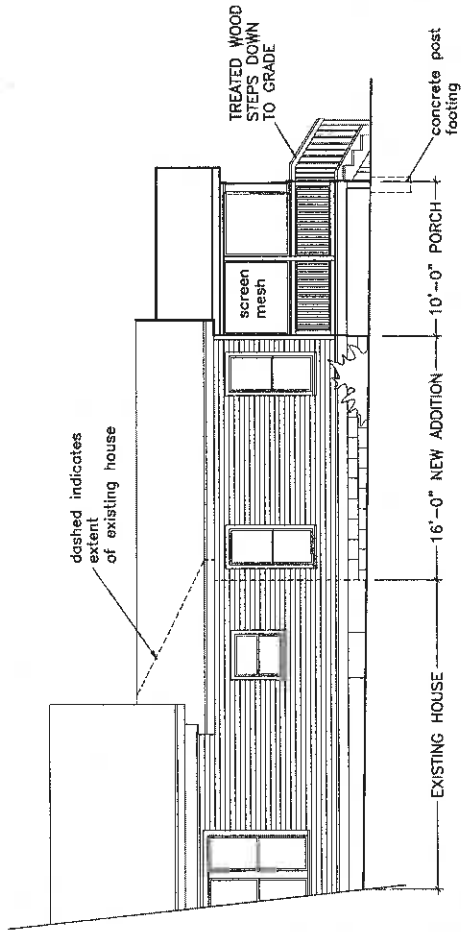 dashed indicates
extent
of existing house
TREATED WOOD
STEPS DOWN
TO GRADE
screen
mesh
concrete post
footing
EXISTING HOUSE
16'-0" NEW ADDITION
10'-0" PORCH